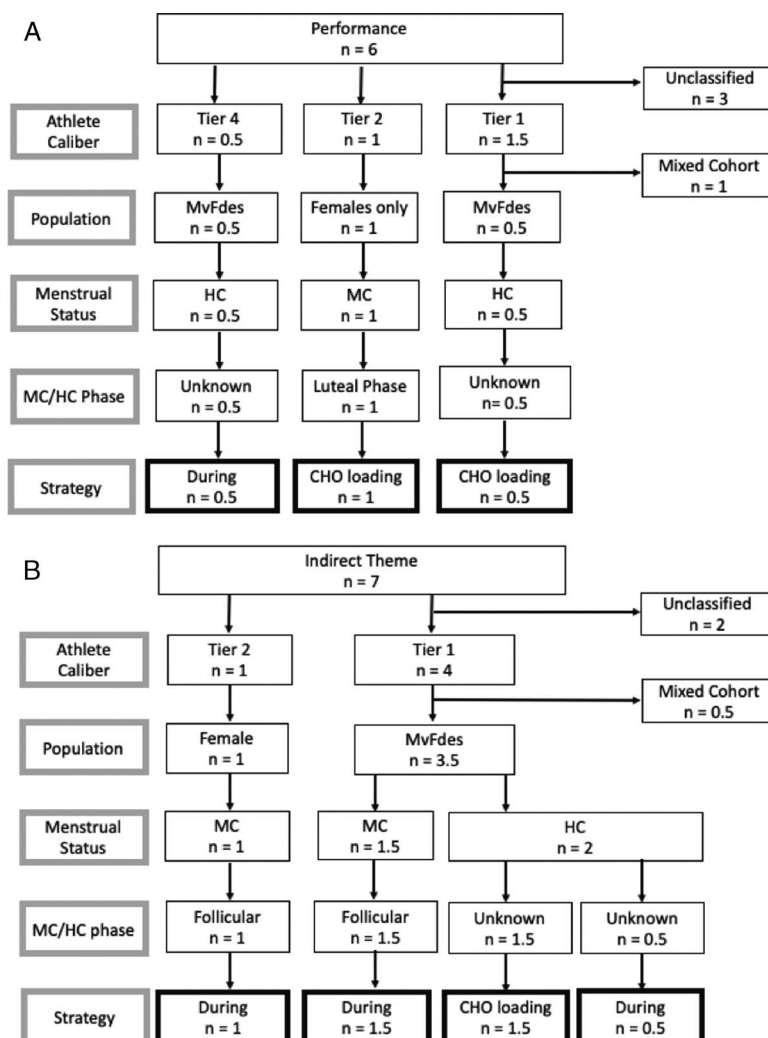 A
Performance
n = 6
Unclassified
n = 3
Athlete
Caliber
Tier 4
n = 0.5
Tier 2
n = 1
Tier 1
n = 1.5
Mixed Cohort
n = 1
Population
MvFdes
n = 0.5
Females only
n = 1
MvFdes
n = 0.5
Menstrual
Status
HC
n = 0.5
MC
n = 1
HC
n = 0.5
MC/HC Phase
Unknown
n = 0.5
Luteal Phase
n = 1
Unknown
n= 0.5
Strategy
During
n = 0.5
CHO loading
n = 1
CHO loading
n = 0.5
B
Indirect Theme
n = 7
Unclassified
n = 2
Athlete
Caliber
Tier 2
n = 1
Tier 1
n = 4
Mixed Cohort
n = 0.5
Population
Female
n = 1
MvFdes
n = 3.5
Menstrual
Status
MC
n = 1
MC
n = 1.5
HC
n = 2
MC/HC phase
Follicular
n = 1
Follicular
n = 1.5
Unknown
n = 1.5
Unknown
n = 0.5
Strategy
During
n = 1
During
n = 1.5
CHO loading
n = 1.5
During
n = 0.5